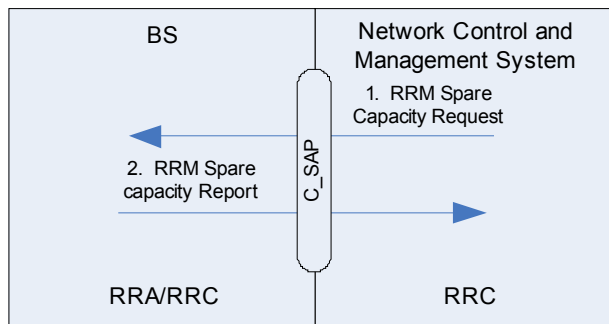 BS
Network Control and
Management System
1. RRM Spare
Capacity Request
2. RRM Spare
capacity Report
C_SAP
RRA/RRC
RRC